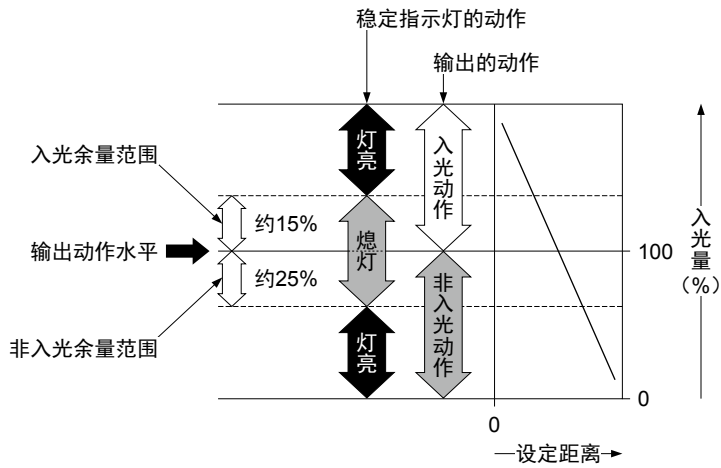 稳定指示灯的动作
输出的动作
灯亮
入光动作
入光余量范围
约15%
熄灯
输出动作水平
100
入光量
(%)
约25%
非入光动作
非入光余量范围
灯亮
0
0
设定距离